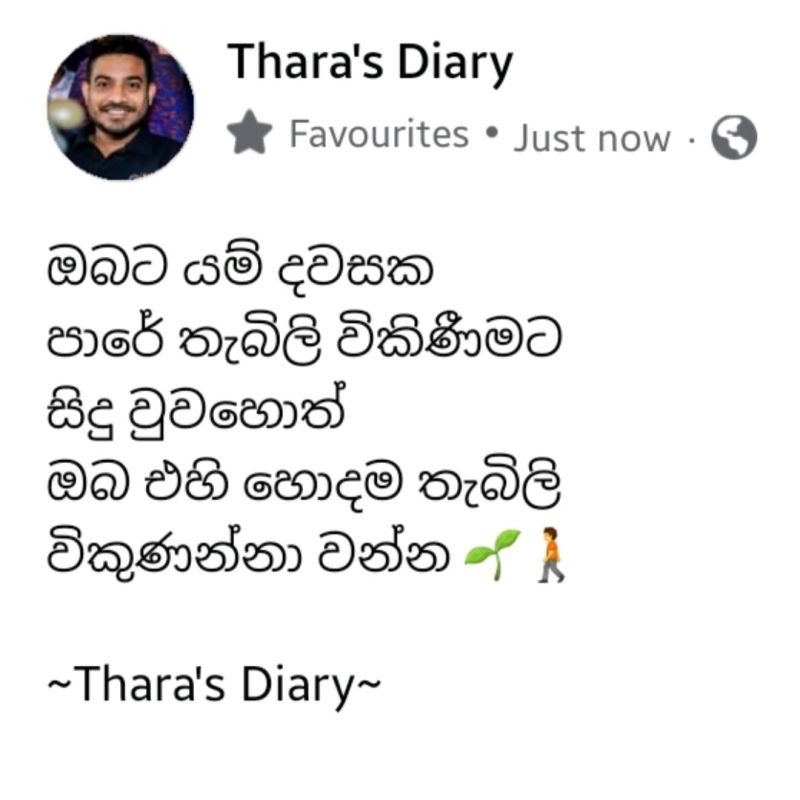 Thara's Diary
Favourites • Just now ·
ඔබට යම් දවසක
පාරේ තැබිලි විකිණීමට
සිදු වුවහොත්
ඔබ එහි හොදම තැබිලි
විකුණන්නා වන්න 🌱🚶
~Thara's Diary~